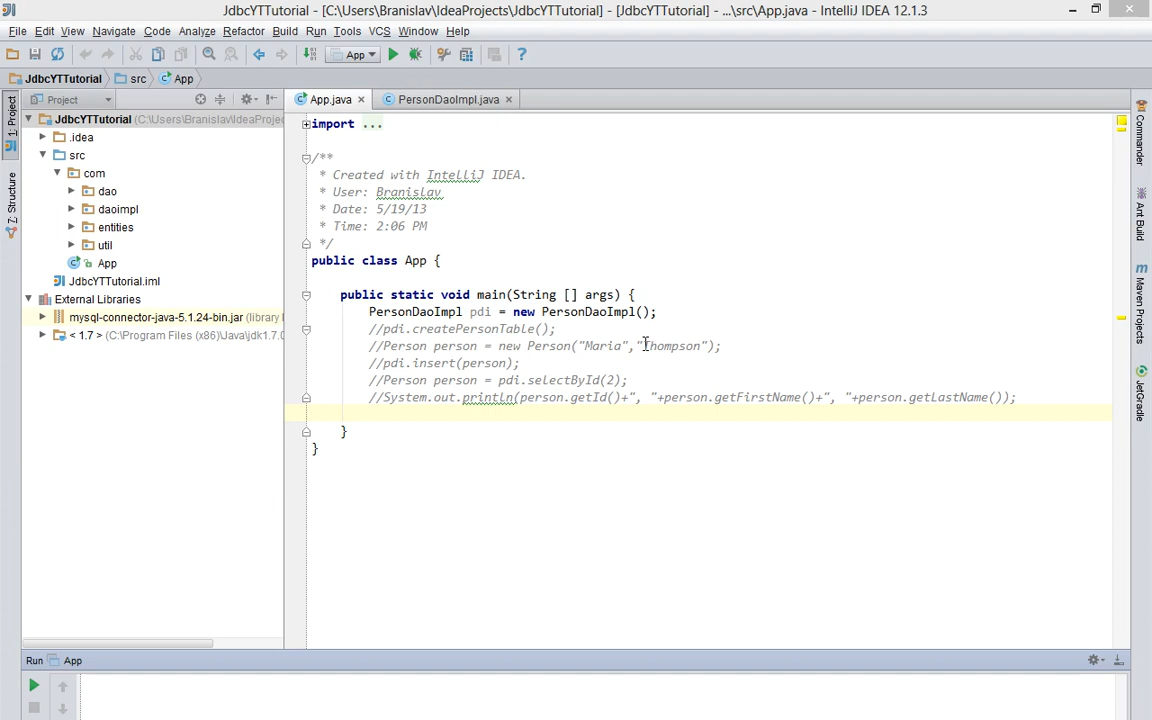 JdbcYTTutorial - [C:\Users\Branislav\IdeaProjects\JdbcYTTutorial] - [JdbcYTTutorial] - ...\src\App.java - IntelliJ IDEA 12.1.3
File Edit View Navigate Code Analyze Refactor Build Run Tools VCS Window Help
App
JdbcYTTutorial src App
1: Project
7: Structure
Project
JdbcYTTutorial (C:\Users\Branislav\IdeaProje
.idea
src
com
dao
daoimpl
entities
util
App
JdbcYTTutorial.iml
External Libraries
mysql-connector-java-5.1.24-bin.jar (library
< 1.7 > (C:\Program Files (x86)\Java\jdk1.7.0
App.java PersonDaoImpl.java
import ...
/**
* Created with IntelliJ IDEA.
* User: Branislav
* Date: 5/19/13
* Time: 2:06 PM
*/
public class App {
public static void main(String [] args) {
PersonDaoImpl pdi = new PersonDaoImpl();
//pdi.createPersonTable();
//Person person = new Person("Maria","Thompson");
//pdi.insert(person);
//Person person = pdi.selectById(2);
//System.out.println(person.getId()+", "+person.getFirstName()+", "+person.getLastName());
}
}
Commander
Ant Build
Maven Projects
JetGradle
Run App